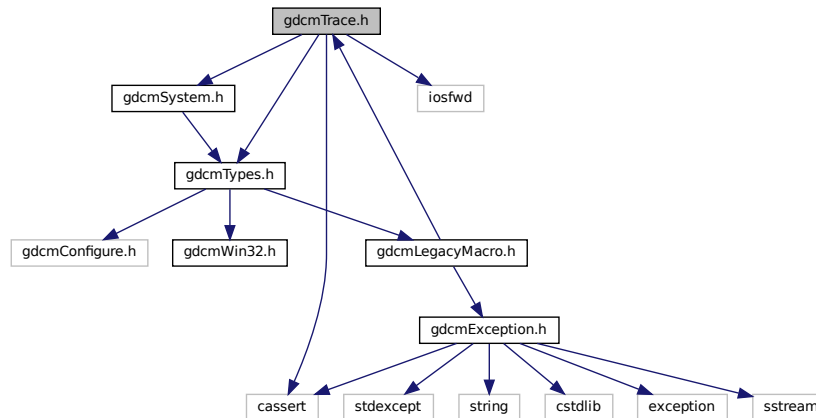 gdcmTrace.h
gdcmSystem.h
iosfwd
gdcmTypes.h
gdcmConfigure.h
gdcmWin32.h
gdcmLegacyMacro.h
gdcmException.h
cassert
stdexcept
string
cstdlib
exception
sstream